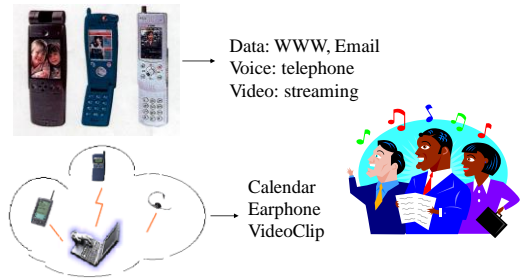 Data: WWW, Email
Voice: telephone
Video: streaming
Calendar
Earphone
VideoClip